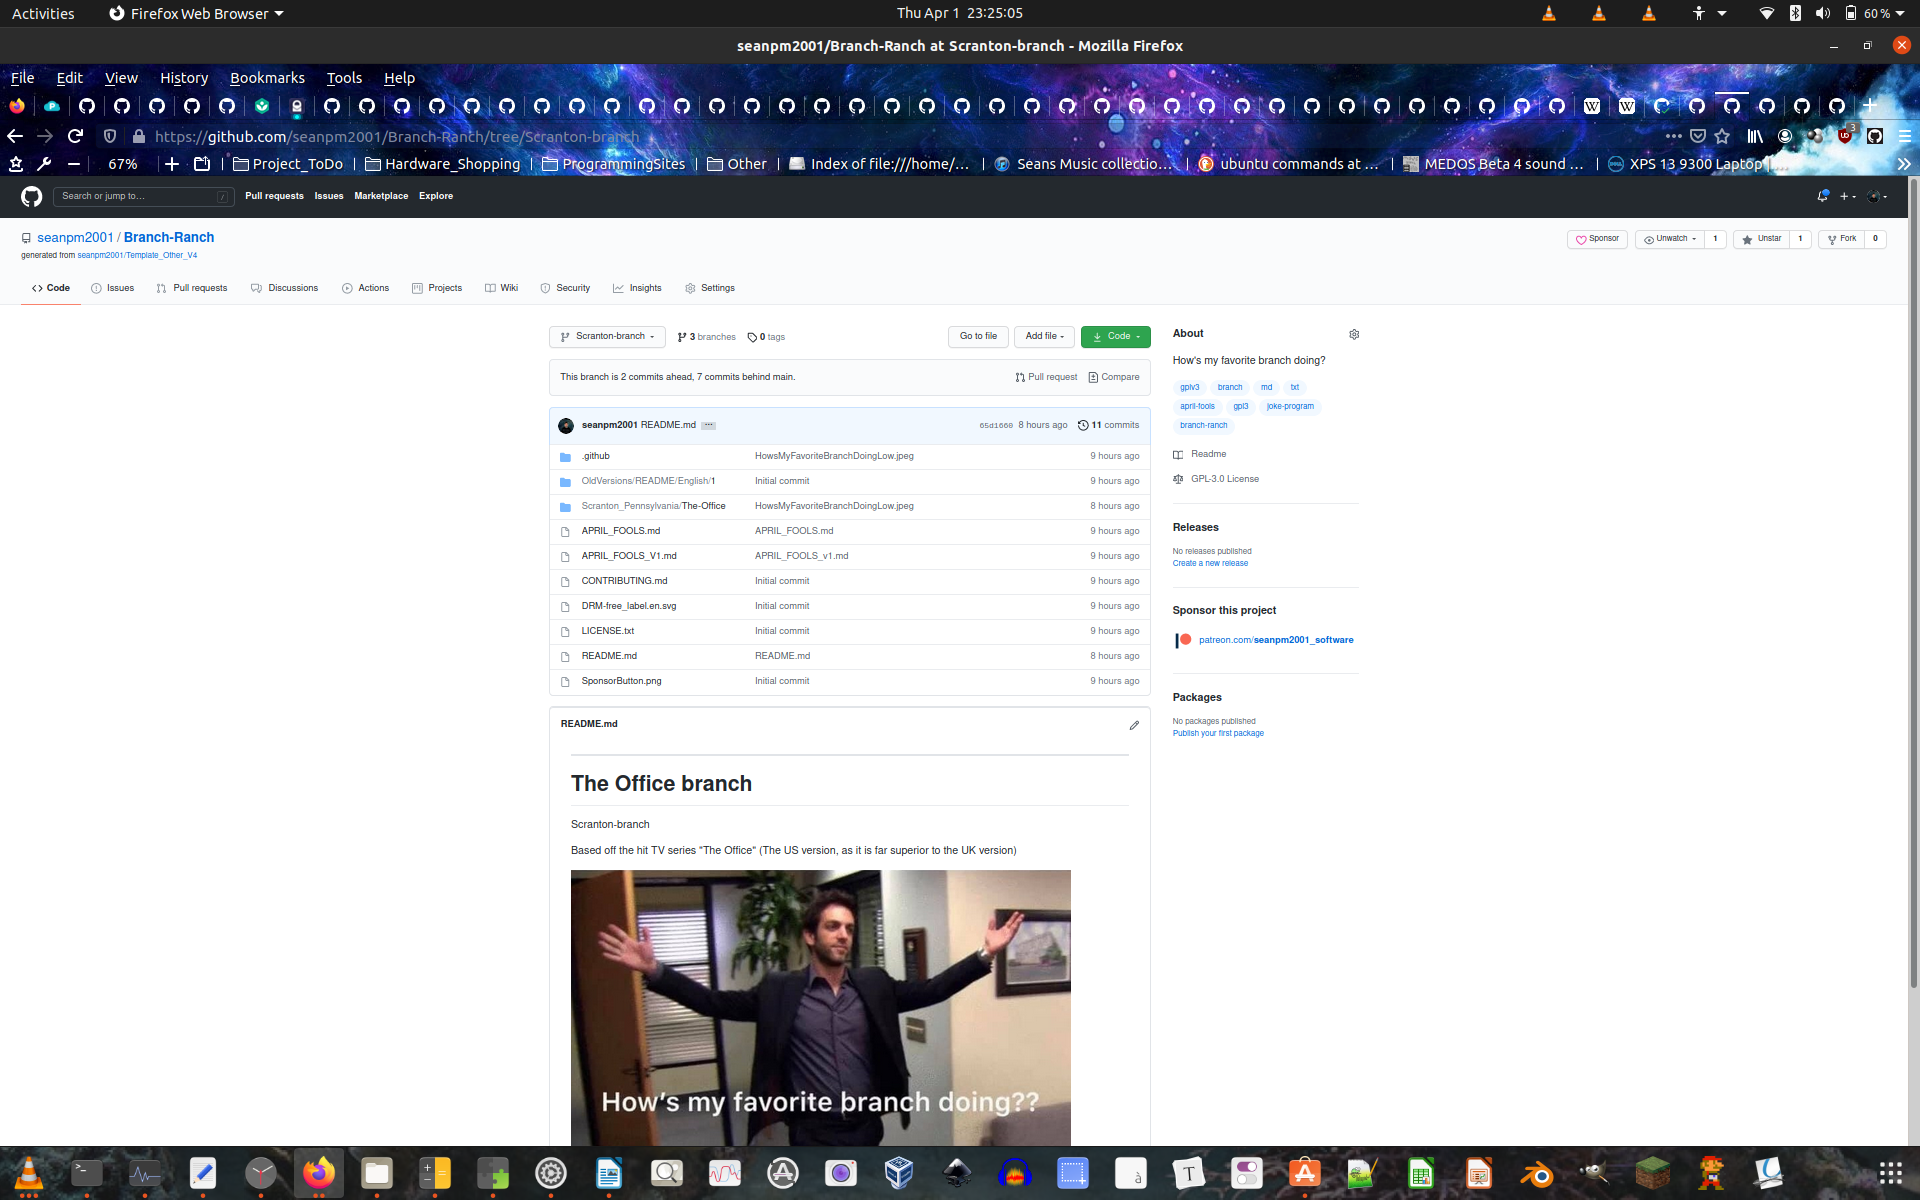 Activities Firefox Web Browser Thu Apr 1 23:25:05 60 %
seanpm2001/Branch-Ranch at Scranton-branch - Mozilla Firefox
File Edit View History Bookmarks Tools Help
https://github.com/seanpm2001/Branch-Ranch/tree/Scranton-branch 3
67% Project_ToDo Hardware_Shopping ProgrammingSites Other Index of file:///home/... Seans Music collectio... ubuntu commands at ... MEDOS Beta 4 sound ... XPS 13 9300 Laptop |...
Search or jump to... / Pull requests Issues Marketplace Explore
seanpm2001 / Branch-Ranch Sponsor Unwatch 1 Unstar 1 Fork 0
generated from seanpm2001/Template_Other_V4
Code Issues Pull requests Discussions Actions Projects Wiki Security Insights Settings
Scranton-branch 3 branches 0 tags Go to file Add file Code
This branch is 2 commits ahead, 7 commits behind main. Pull request Compare
seanpm2001 README.md ... 65d1660 8 hours ago 11 commits
.github HowsMyFavoriteBranchDoingLow.jpeg 9 hours ago
OldVersions/README/English/1 Initial commit 9 hours ago
Scranton_Pennsylvania/The-Office HowsMyFavoriteBranchDoingLow.jpeg 8 hours ago
APRIL_FOOLS.md APRIL_FOOLS.md 9 hours ago
APRIL_FOOLS_V1.md APRIL_FOOLS_v1.md 9 hours ago
CONTRIBUTING.md Initial commit 9 hours ago
DRM-free_label.en.svg Initial commit 9 hours ago
LICENSE.txt Initial commit 9 hours ago
README.md README.md 8 hours ago
SponsorButton.png Initial commit 9 hours ago
README.md
The Office branch
Scranton-branch
Based off the hit TV series "The Office" (The US version, as it is far superior to the UK version)
How's my favorite branch doing??
About
How's my favorite branch doing?
gplv3 branch md txt
april-fools gpl3 joke-program
branch-ranch
Readme
GPL-3.0 License
Releases
No releases published
Create a new release
Sponsor this project
patreon.com/seanpm2001_software
Packages
No packages published
Publish your first package